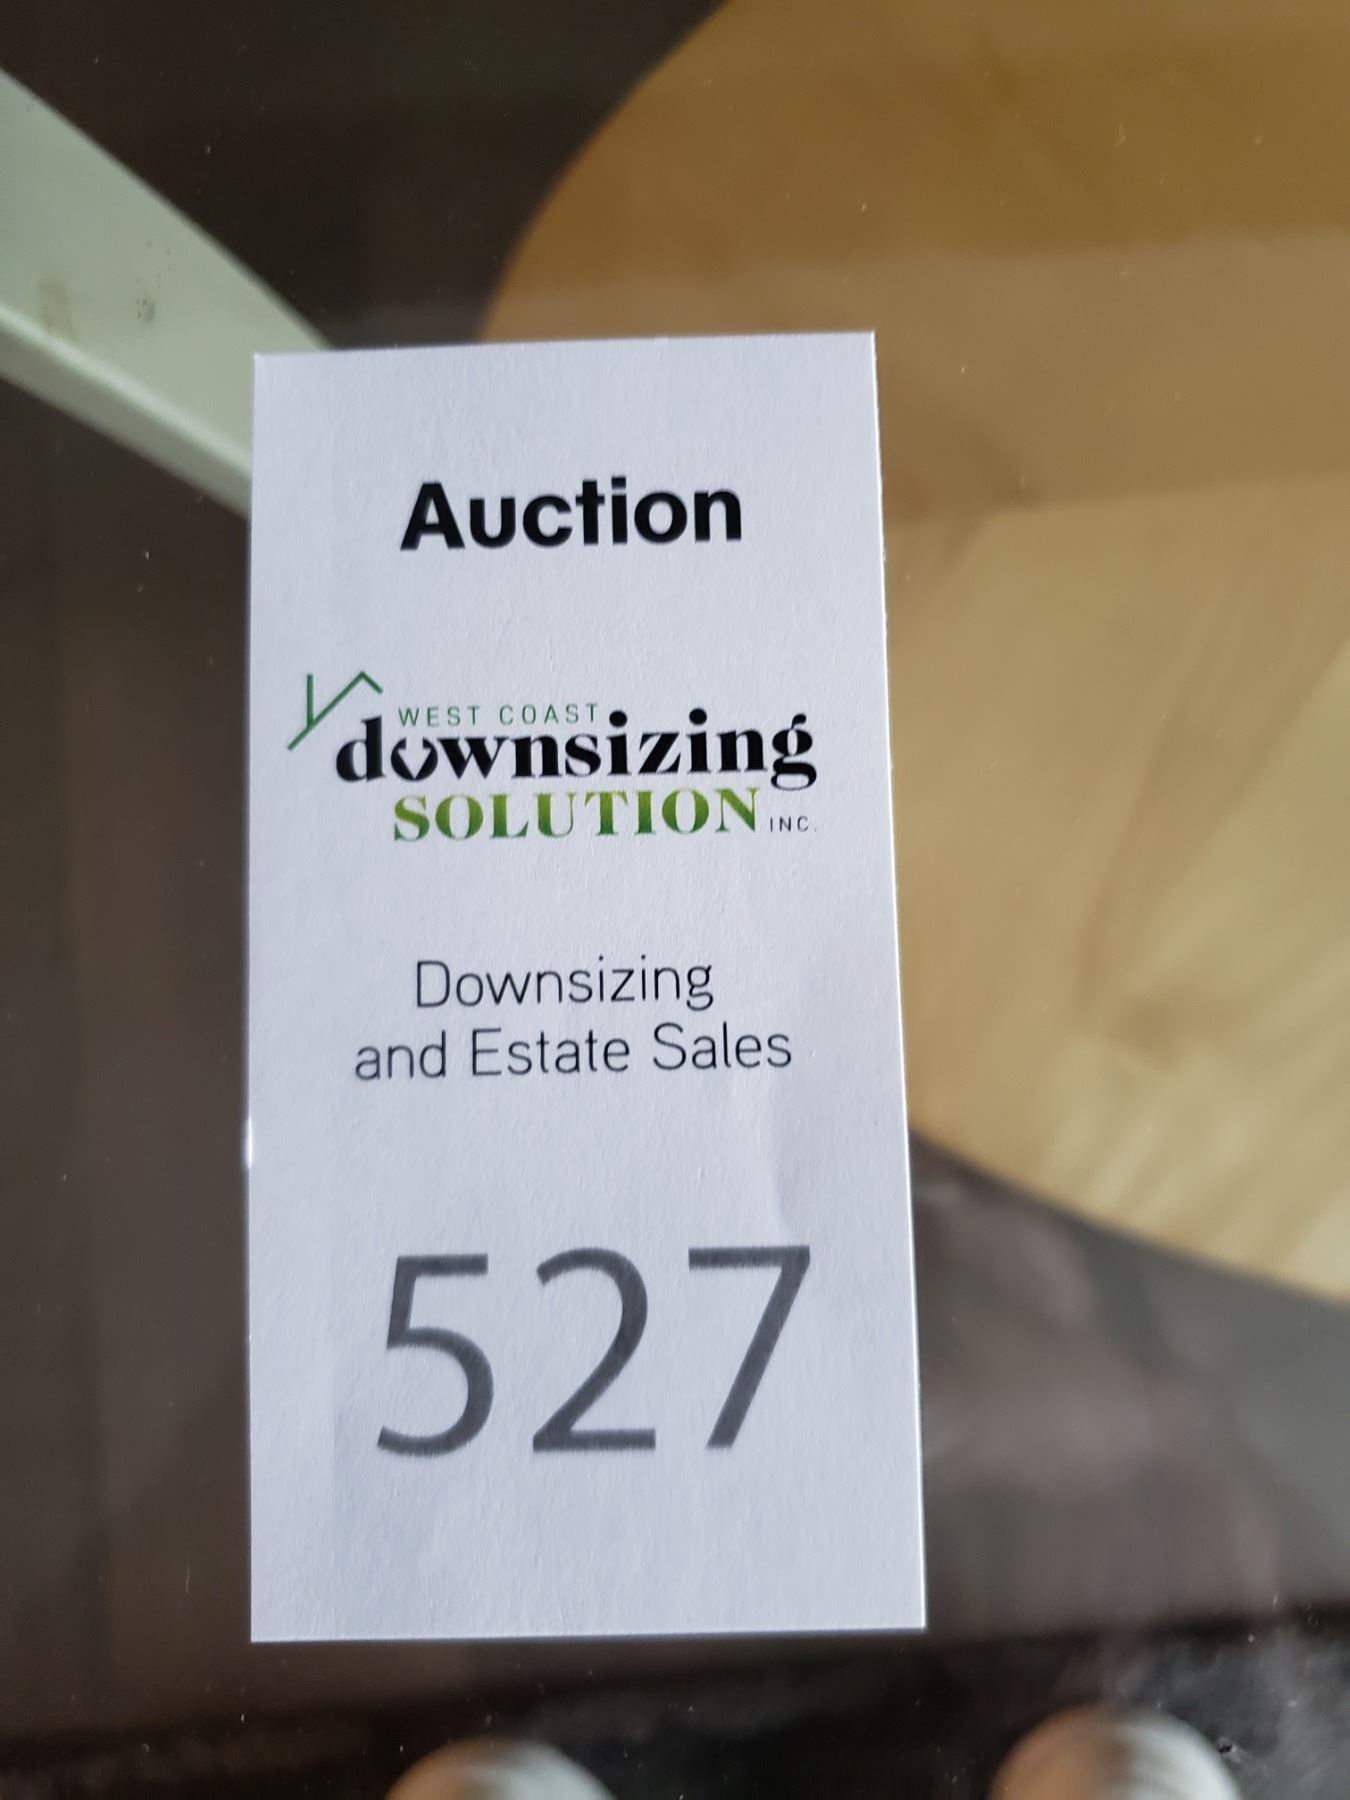 Auction
WEST COAST
downsizing
SOLUTION INC.
Downsizing
and Estate Sales
527